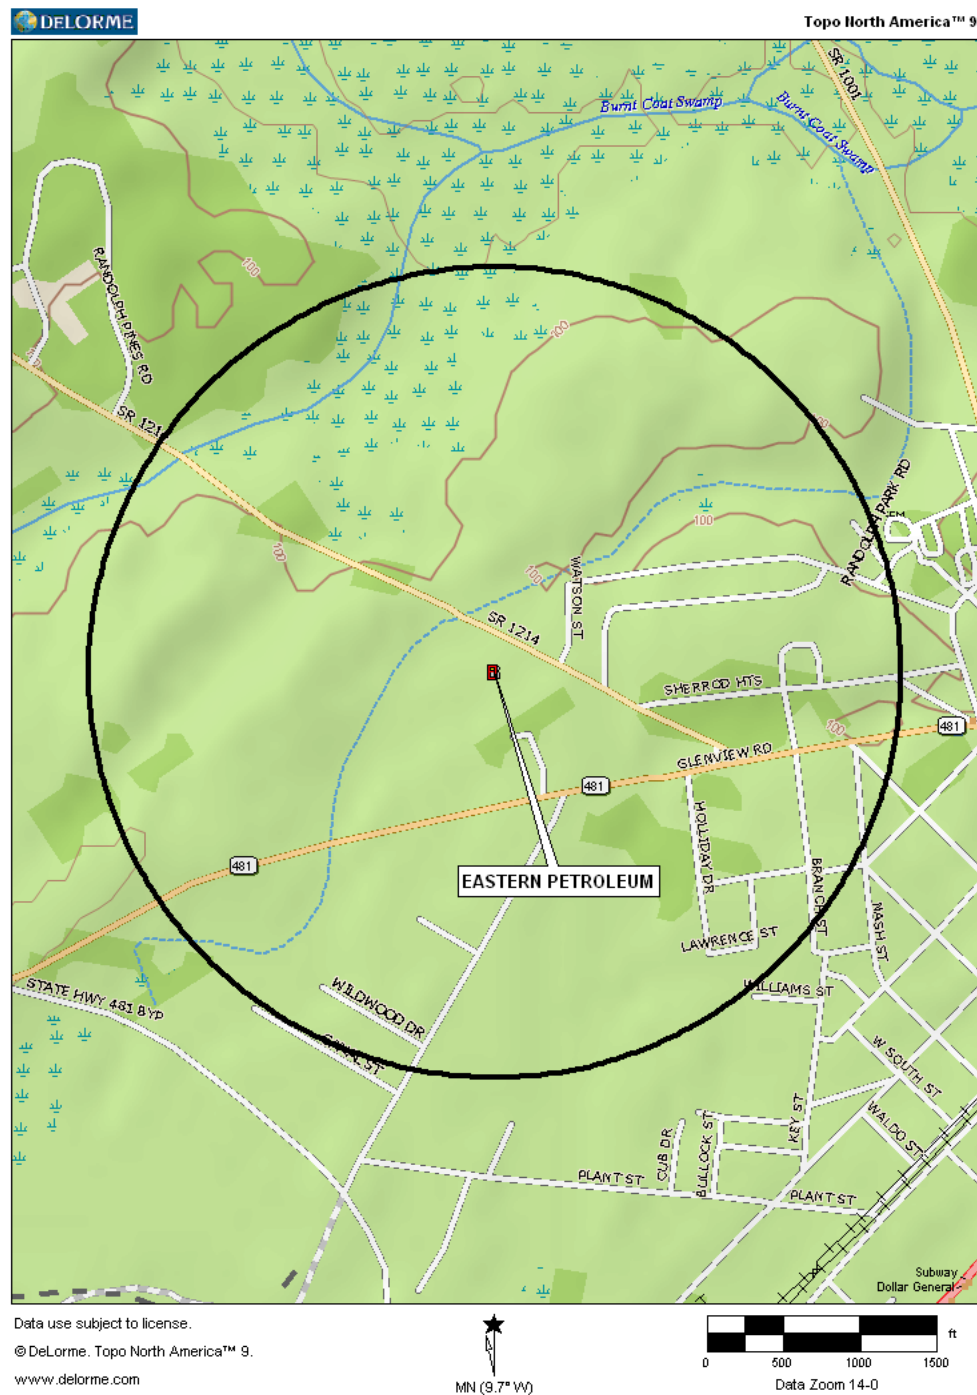 DELORME
Topo North America™ 9
SR 1001
Burnt Coat Swamp
Burnt Coat Swamp
RANDOLPH PINES RD
100
100
SR 121
RANDOLPH PARK RD
100
100
100
WATSON ST
SR 1214
SHERROD HTS
100
481
GLENVIEW RD
481
HOLLIDAY DR
481
EASTERN PETROLEUM
BRANCH ST
NASH ST
LAWRENCE ST
WILLIAMS ST
STATE HWY 481 BYP
WILDWOOD DR
W SOUTH ST
WALDO ST
KEY ST
CUB DR
BULLOCK ST
PLANT ST
PLANT ST
Subway
Dollar General
Data use subject to license.
© DeLorme. Topo North America™ 9.
www.delorme.com
MN (9.7° W)
ft
0 500 1000 1500
Data Zoom 14-0